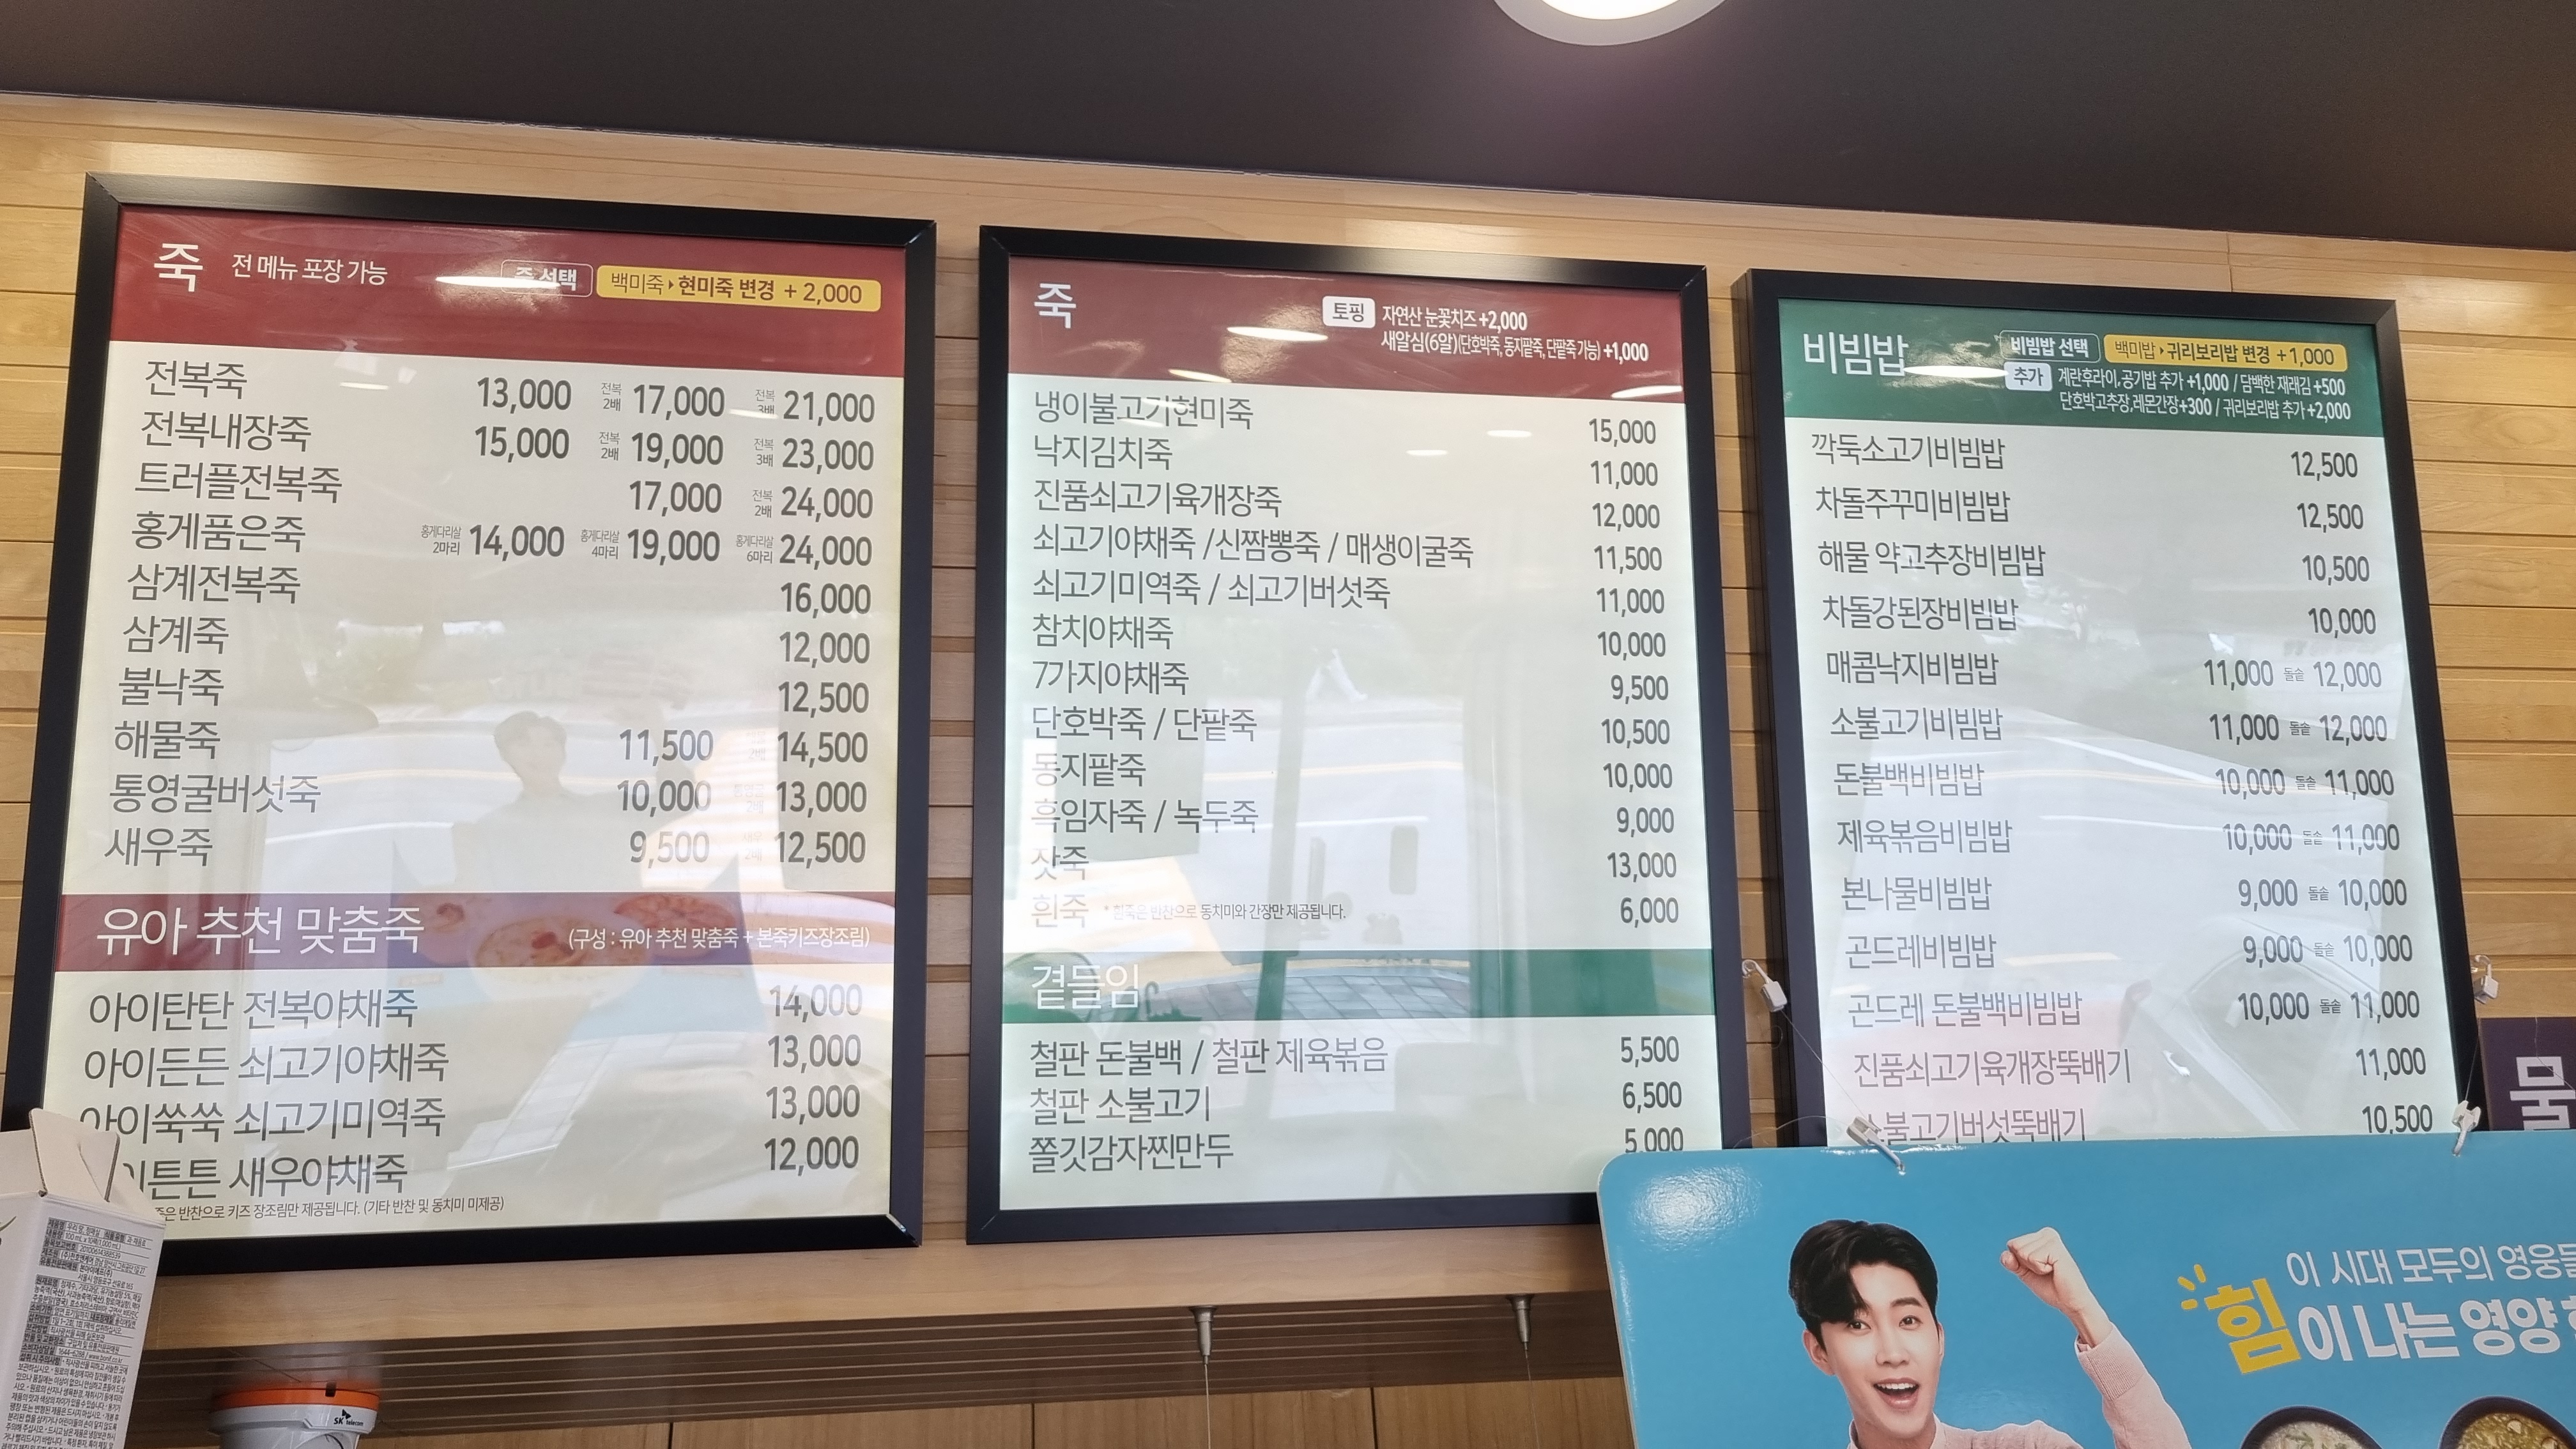 죽 전 메뉴 포장 가능 죽 선택 백미죽 ▸ 현미죽 변경 + 2,000
전복죽 13,000 전복 2배 17,000 전복 3배 21,000
전복내장죽 15,000 전복 2배 19,000 전복 3배 23,000
트러플전복죽 17,000 전복 2배 24,000
홍게품은죽 홍게다리살 2마리 14,000 홍게다리살 4마리 19,000 홍게다리살 6마리 24,000
삼계전복죽 16,000
삼계죽 12,000
불낙죽 12,500
해물죽 11,500 2배 14,500
통영굴버섯죽 10,000 2배 13,000
새우죽 9,500 새우 2배 12,500
유아 추천 맞춤죽 (구성 : 유아 추천 맞춤죽 + 본죽키즈장조림)
아이탄탄 전복야채죽 14,000
아이든든 쇠고기야채죽 13,000
아이쑥쑥 쇠고기미역죽 13,000
이튼튼 새우야채죽 12,000
죽은 반찬으로 키즈 장조림만 제공됩니다. (기타 반찬 및 동치미 미제공)
죽 토핑 자연산 눈꽃치즈 +2,000
새알심(6알)(단호박죽, 동지팥죽, 단팥죽 가능) +1,000
냉이불고기현미죽 15,000
낙지김치죽 11,000
진품쇠고기육개장죽 12,000
쇠고기야채죽 / 신짬뽕죽 / 매생이굴죽 11,500
쇠고기미역죽 / 쇠고기버섯죽 11,000
참치야채죽 10,000
7가지야채죽 9,500
단호박죽 / 단팥죽 10,500
동지팥죽 10,000
흑임자죽 / 녹두죽 9,000
잣죽 13,000
흰죽 * 흰죽은 반찬으로 동치미와 간장만 제공됩니다. 6,000
곁들임
철판 돈불백 / 철판 제육볶음 5,500
철판 소불고기 6,500
쫄깃감자찐만두 5,000
비빔밥 비빔밥 선택 백미밥 ▸ 귀리보리밥 변경 +1,000
추가 계란후라이, 공기밥 추가 +1,000 / 담백한 재래김 +500
단호박고추장,레몬간장+300 / 귀리보리밥 추가 +2,000
깍둑소고기비빔밥 12,500
차돌주꾸미비빔밥 12,500
해물 약고추장비빔밥 10,500
차돌강된장비빔밥 10,000
매콤낙지비빔밥 11,000 돌솥 12,000
소불고기비빔밥 11,000 돌솥 12,000
돈불백비빔밥 10,000 돌솥 11,000
제육볶음비빔밥 10,000 돌솥 11,000
본나물비빔밥 9,000 돌솥 10,000
곤드레비빔밥 9,000 돌솥 10,000
곤드레 돈불백비빔밥 10,000 돌솥 11,000
진품쇠고기육개장뚝배기 11,000
소불고기버섯뚝배기 10,500
이 시대 모두의 영웅들
힘이 나는 영양
SK telecom